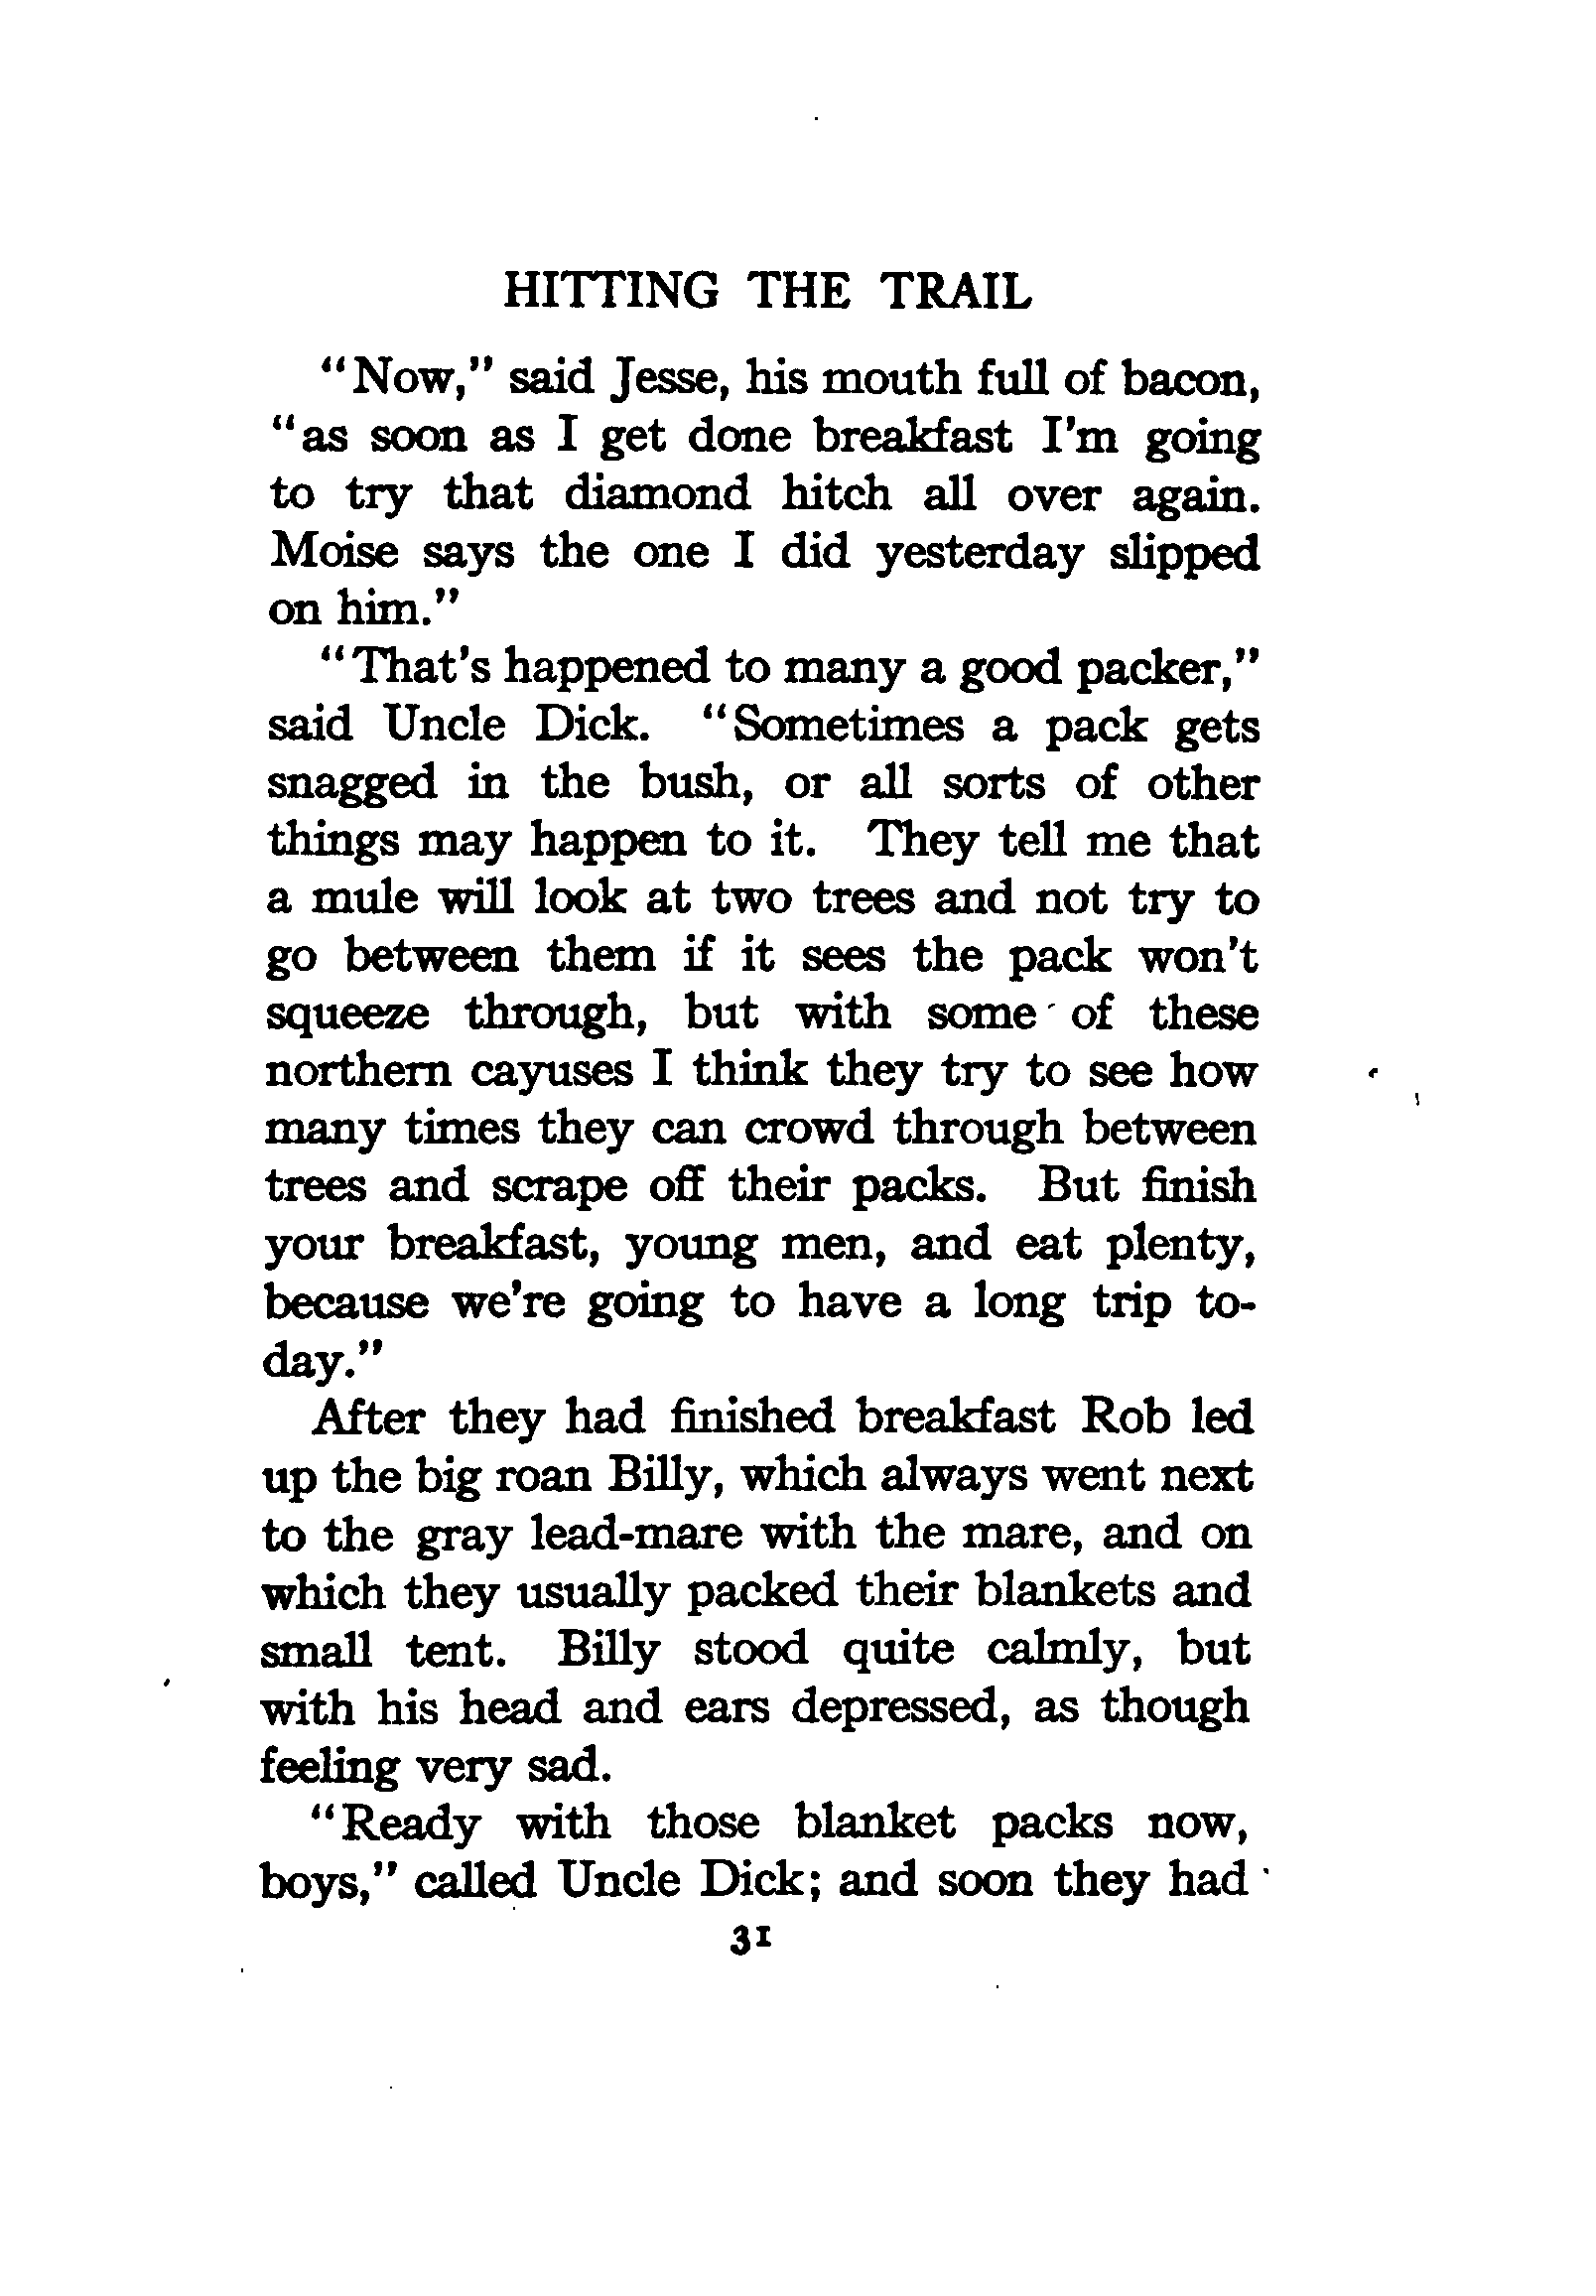 HITTING THE TRAIL
"Now," said Jesse, his mouth full of bacon,
"as soon as I get done breakfast I'm going
to try that diamond hitch all over again.
Moise says the one I did yesterday slipped
on him."
"That's happened to many a good packer,"
said Uncle Dick. "Sometimes a pack gets
snagged in the bush, or all sorts of other
things may happen to it. They tell me that
a mule will look at two trees and not try to
go between them if it sees the pack won't
squeeze through, but with some of these
northern cayuses I think they try to see how
many times they can crowd through between
trees and scrape off their packs. But finish
your breakfast, young men, and eat plenty,
because we're going to have a long trip to-
day."
After they had finished breakfast Rob led
up the big roan Billy, which always went next
to the gray lead-mare with the mare, and on
which they usually packed their blankets and
small tent. Billy stood quite calmly, but
with his head and ears depressed, as though
feeling very sad.
"Ready with those blanket packs now,
boys," called Uncle Dick; and soon they had
31